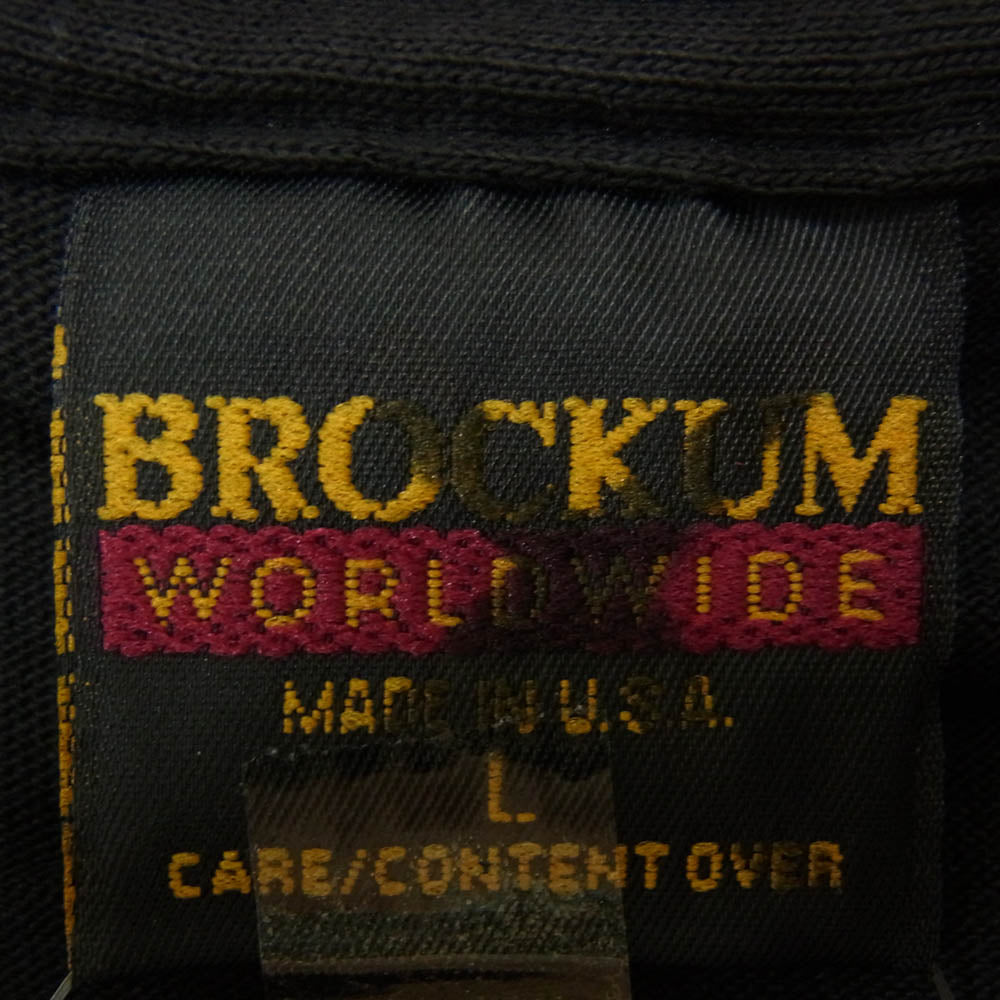 BROCKUM
WORLDWIDE
MADE IN U.S.A.
L
CARE/CONTENT OVER